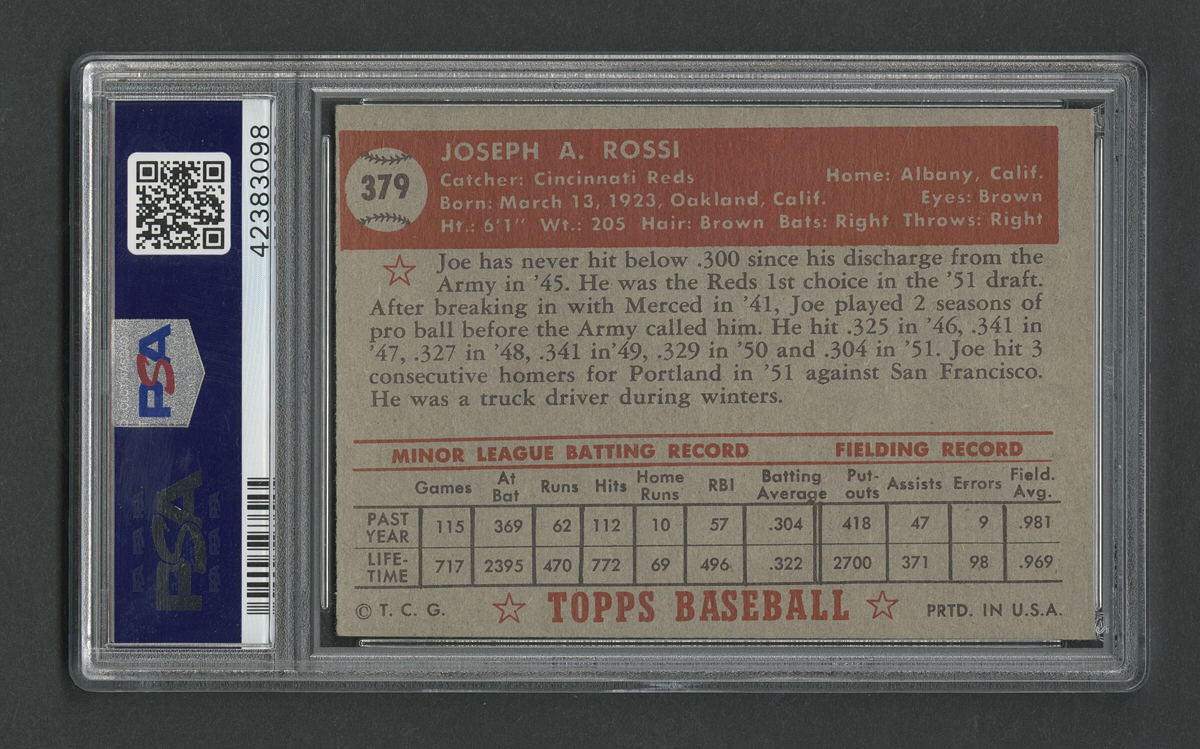 42383098
PSA
PSA
379
JOSEPH A. ROSSI
Catcher: Cincinnati Reds Home: Albany, Calif.
Born: March 13, 1923, Oakland, Calif. Eyes: Brown
Ht.: 6'1" Wt.: 205 Hair: Brown Bats: Right Throws: Right
Joe has never hit below .300 since his discharge from the
Army in '45. He was the Reds 1st choice in the '51 draft.
After breaking in with Merced in '41, Joe played 2 seasons of
pro ball before the Army called him. He hit .325 in '46, .341 in
'47, .327 in '48, .341 in'49, .329 in '50 and .304 in '51. Joe hit 3
consecutive homers for Portland in '51 against San Francisco.
He was a truck driver during winters.
MINOR LEAGUE BATTING RECORD FIELDING RECORD
Games At Bat Runs Hits Home Runs RBI Batting Average Put-outs Assists Errors Field. Avg.
PAST YEAR 115 369 62 112 10 57 .304 418 47 9 .981
LIFE-TIME 717 2395 470 772 69 496 .322 2700 371 98 .969
© T. C. G. TOPPS BASEBALL PRTD. IN U.S.A.